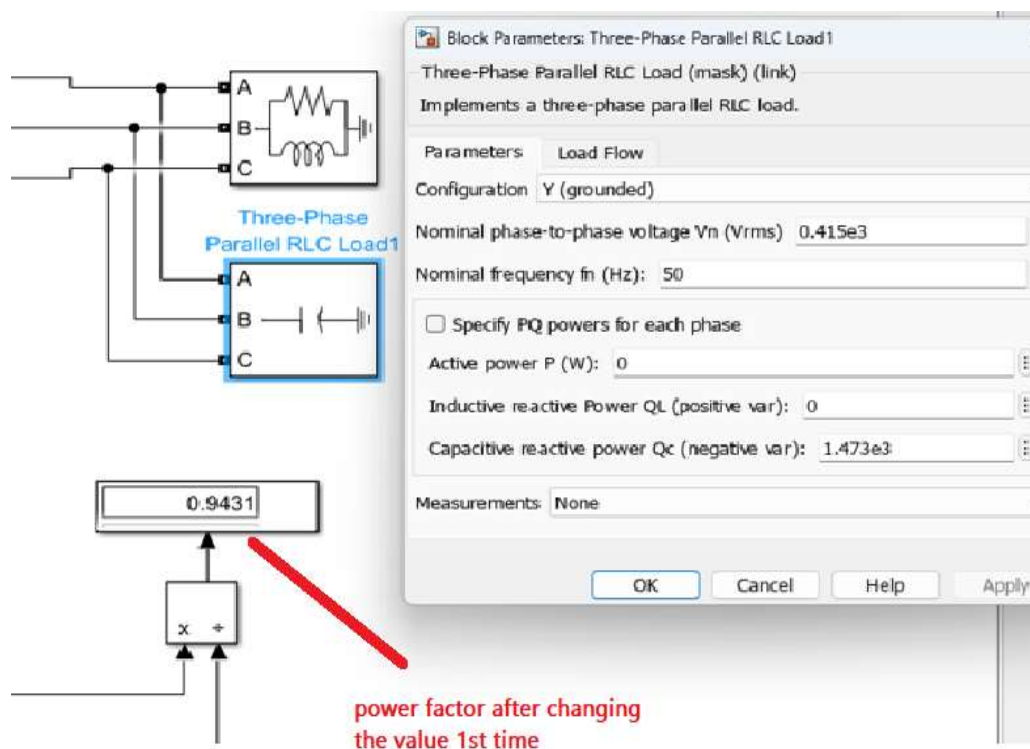 Block Parameters: Three-Phase Parallel RLC Load1
Three-Phase Parallel RLC Load (mask) (link)
Implements a three-phase parallel RLC load.
Parameters Load Flow
Configuration Y (grounded)
Nominal phase-to-phase voltage Vn (Vrms) 0.415e3
Nominal frequency fn (Hz): 50
Specify PQ powers for each phase
Active power P (W): 0
Inductive reactive Power QL (positive var): 0
Capacitive reactive power Qc (negative var): 1.473e3
Measurements None
OK Cancel Help Apply
A
B
C
Three-Phase
Parallel RLC Load1
A
B
C
0.9431
x ÷
power factor after changing
the value 1st time